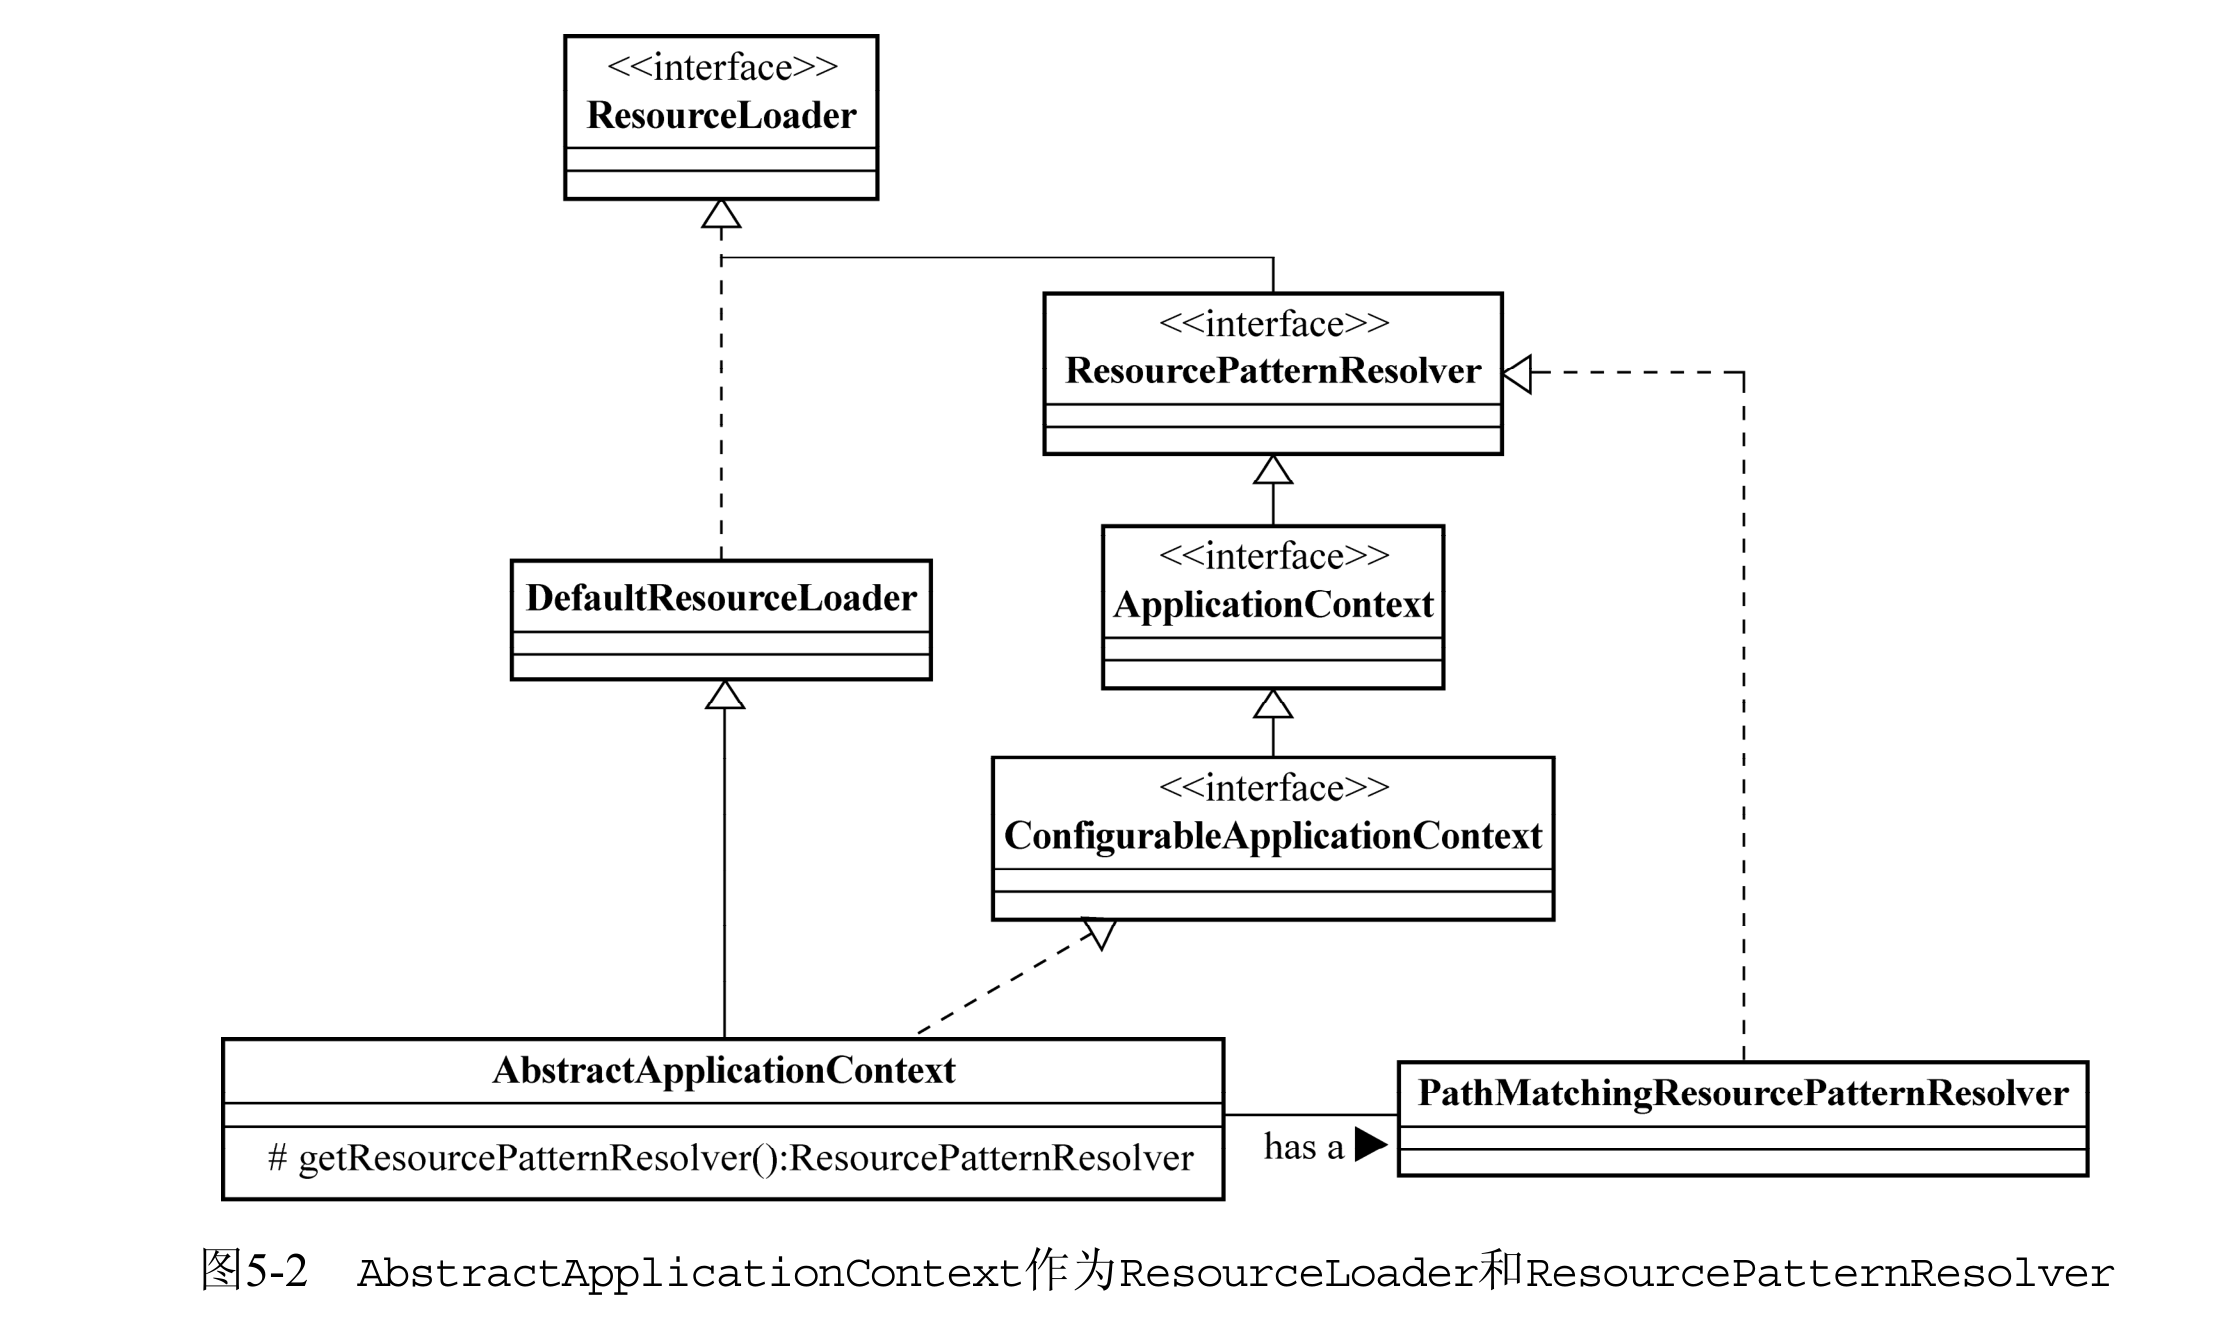 <<interface>>
ResourceLoader
<<interface>>
ResourcePatternResolver
<<interface>>
ApplicationContext
DefaultResourceLoader
<<interface>>
ConfigurableApplicationContext
AbstractApplicationContext
# getResourcePatternResolver():ResourcePatternResolver
has a
PathMatchingResourcePatternResolver
图5-2 AbstractApplicationContext作为ResourceLoader和ResourcePatternResolver